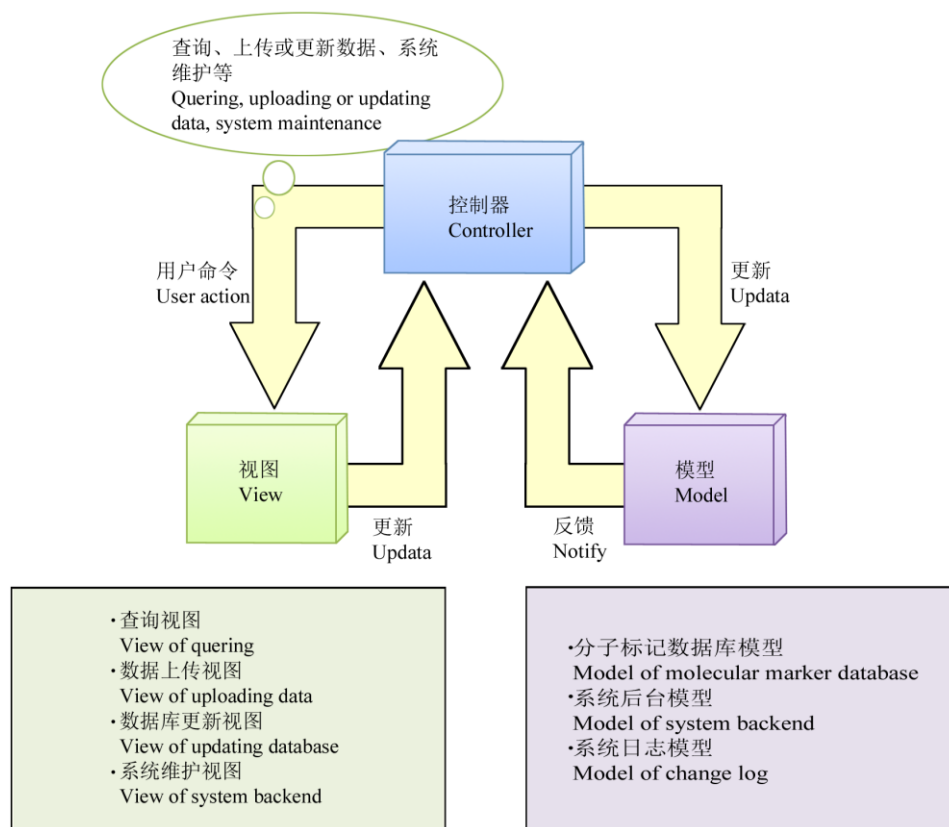 查询、上传或更新数据、系统
维护等
Quering, uploading or updating
data, system maintenance
控制器
Controller
用户命令
User action
更新
Updata
视图
View
模型
Model
更新
Updata
反馈
Notify
·查询视图
View of quering
·数据上传视图
View of uploading data
·数据库更新视图
View of updating database
·系统维护视图
View of system backend
·分子标记数据库模型
Model of molecular marker database
·系统后台模型
Model of system backend
·系统日志模型
Model of change log